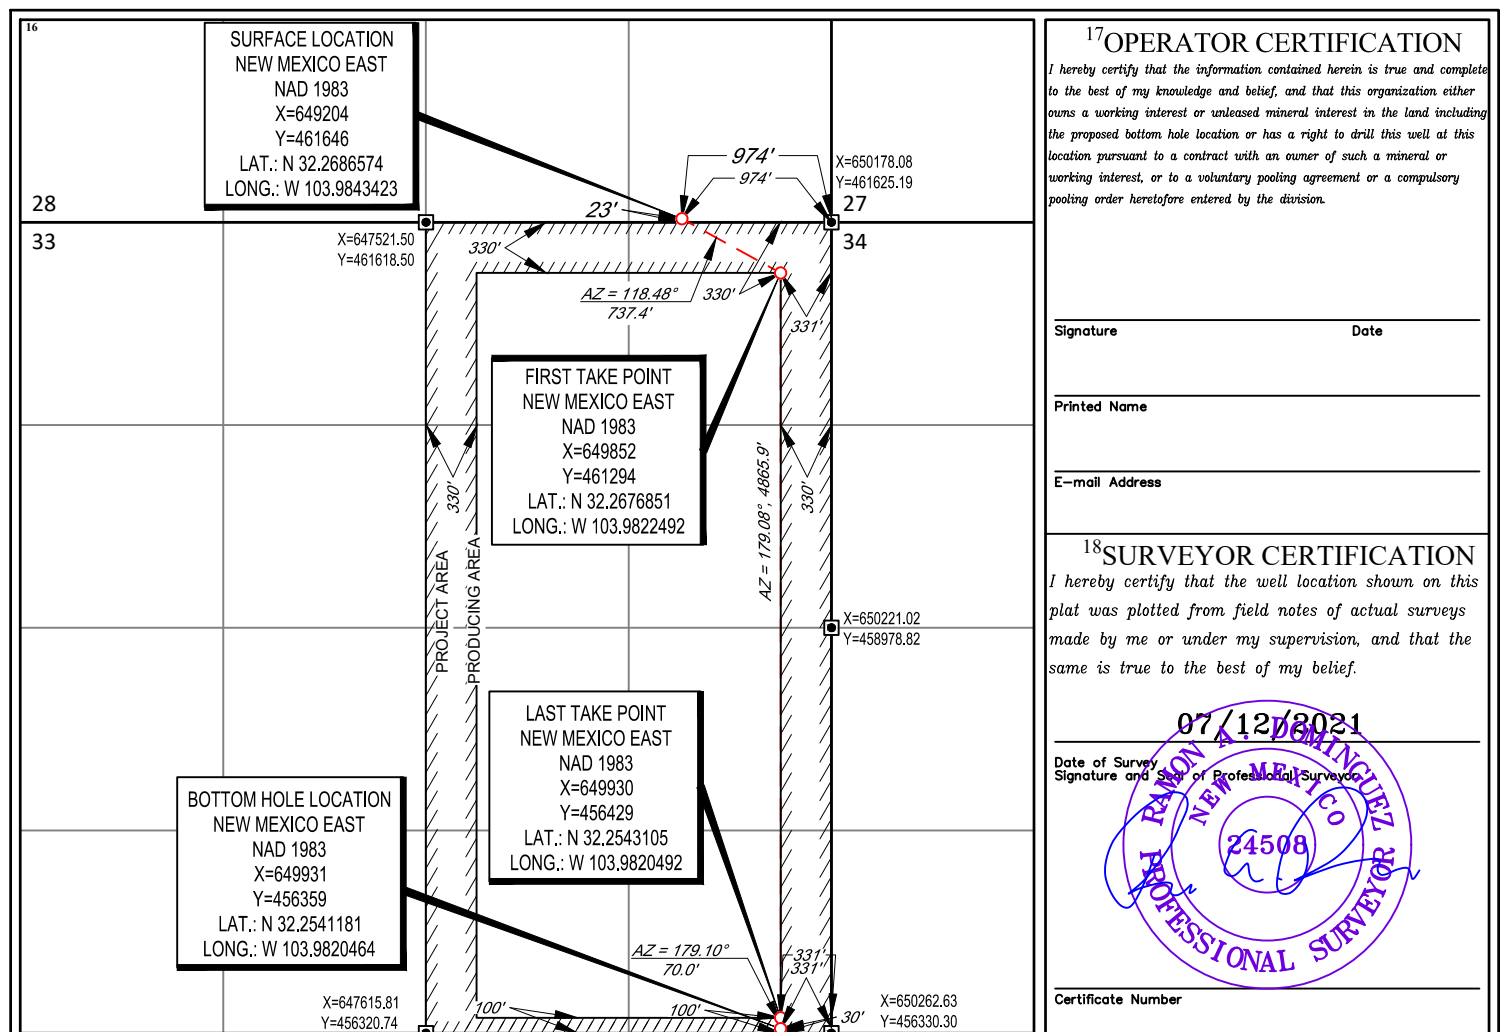 16
SURFACE LOCATION
NEW MEXICO EAST
NAD 1983
X=649204
Y=461646
LAT.: N 32.2686574
LONG.: W 103.9843423
974'
974'
X=650178.08
Y=461625.19
28
27
23'
33
34
X=647521.50
Y=461618.50
330'
AZ = 118.48°
737.4'
330'
331'
FIRST TAKE POINT
NEW MEXICO EAST
NAD 1983
X=649852
Y=461294
LAT.: N 32.2676851
LONG.: W 103.9822492
330'
330'
AZ = 179.08°, 4865.9'
PROJECT AREA
PRODUCING AREA
X=650221.02
Y=458978.82
LAST TAKE POINT
NEW MEXICO EAST
NAD 1983
X=649930
Y=456429
LAT.: N 32.2543105
LONG.: W 103.9820492
BOTTOM HOLE LOCATION
NEW MEXICO EAST
NAD 1983
X=649931
Y=456359
LAT.: N 32.2541181
LONG.: W 103.9820464
AZ = 179.10°
70.0'
331'
331'
X=647615.81
Y=456320.74
100'
100'
30'
X=650262.63
Y=456330.30
17 OPERATOR CERTIFICATION
I hereby certify that the information contained herein is true and complete
to the best of my knowledge and belief, and that this organization either
owns a working interest or unleased mineral interest in the land including
the proposed bottom hole location or has a right to drill this well at this
location pursuant to a contract with an owner of such a mineral or
working interest, or to a voluntary pooling agreement or a compulsory
pooling order heretofore entered by the division.
Signature Date
Printed Name
E-mail Address
18 SURVEYOR CERTIFICATION
I hereby certify that the well location shown on this
plat was plotted from field notes of actual surveys
made by me or under my supervision, and that the
same is true to the best of my belief.
07/12/2021
Date of Survey
Signature and Seal of Professional Surveyor
RAMON A. DOMINGUEZ
NEW MEXICO
24508
PROFESSIONAL SURVEYOR
Certificate Number